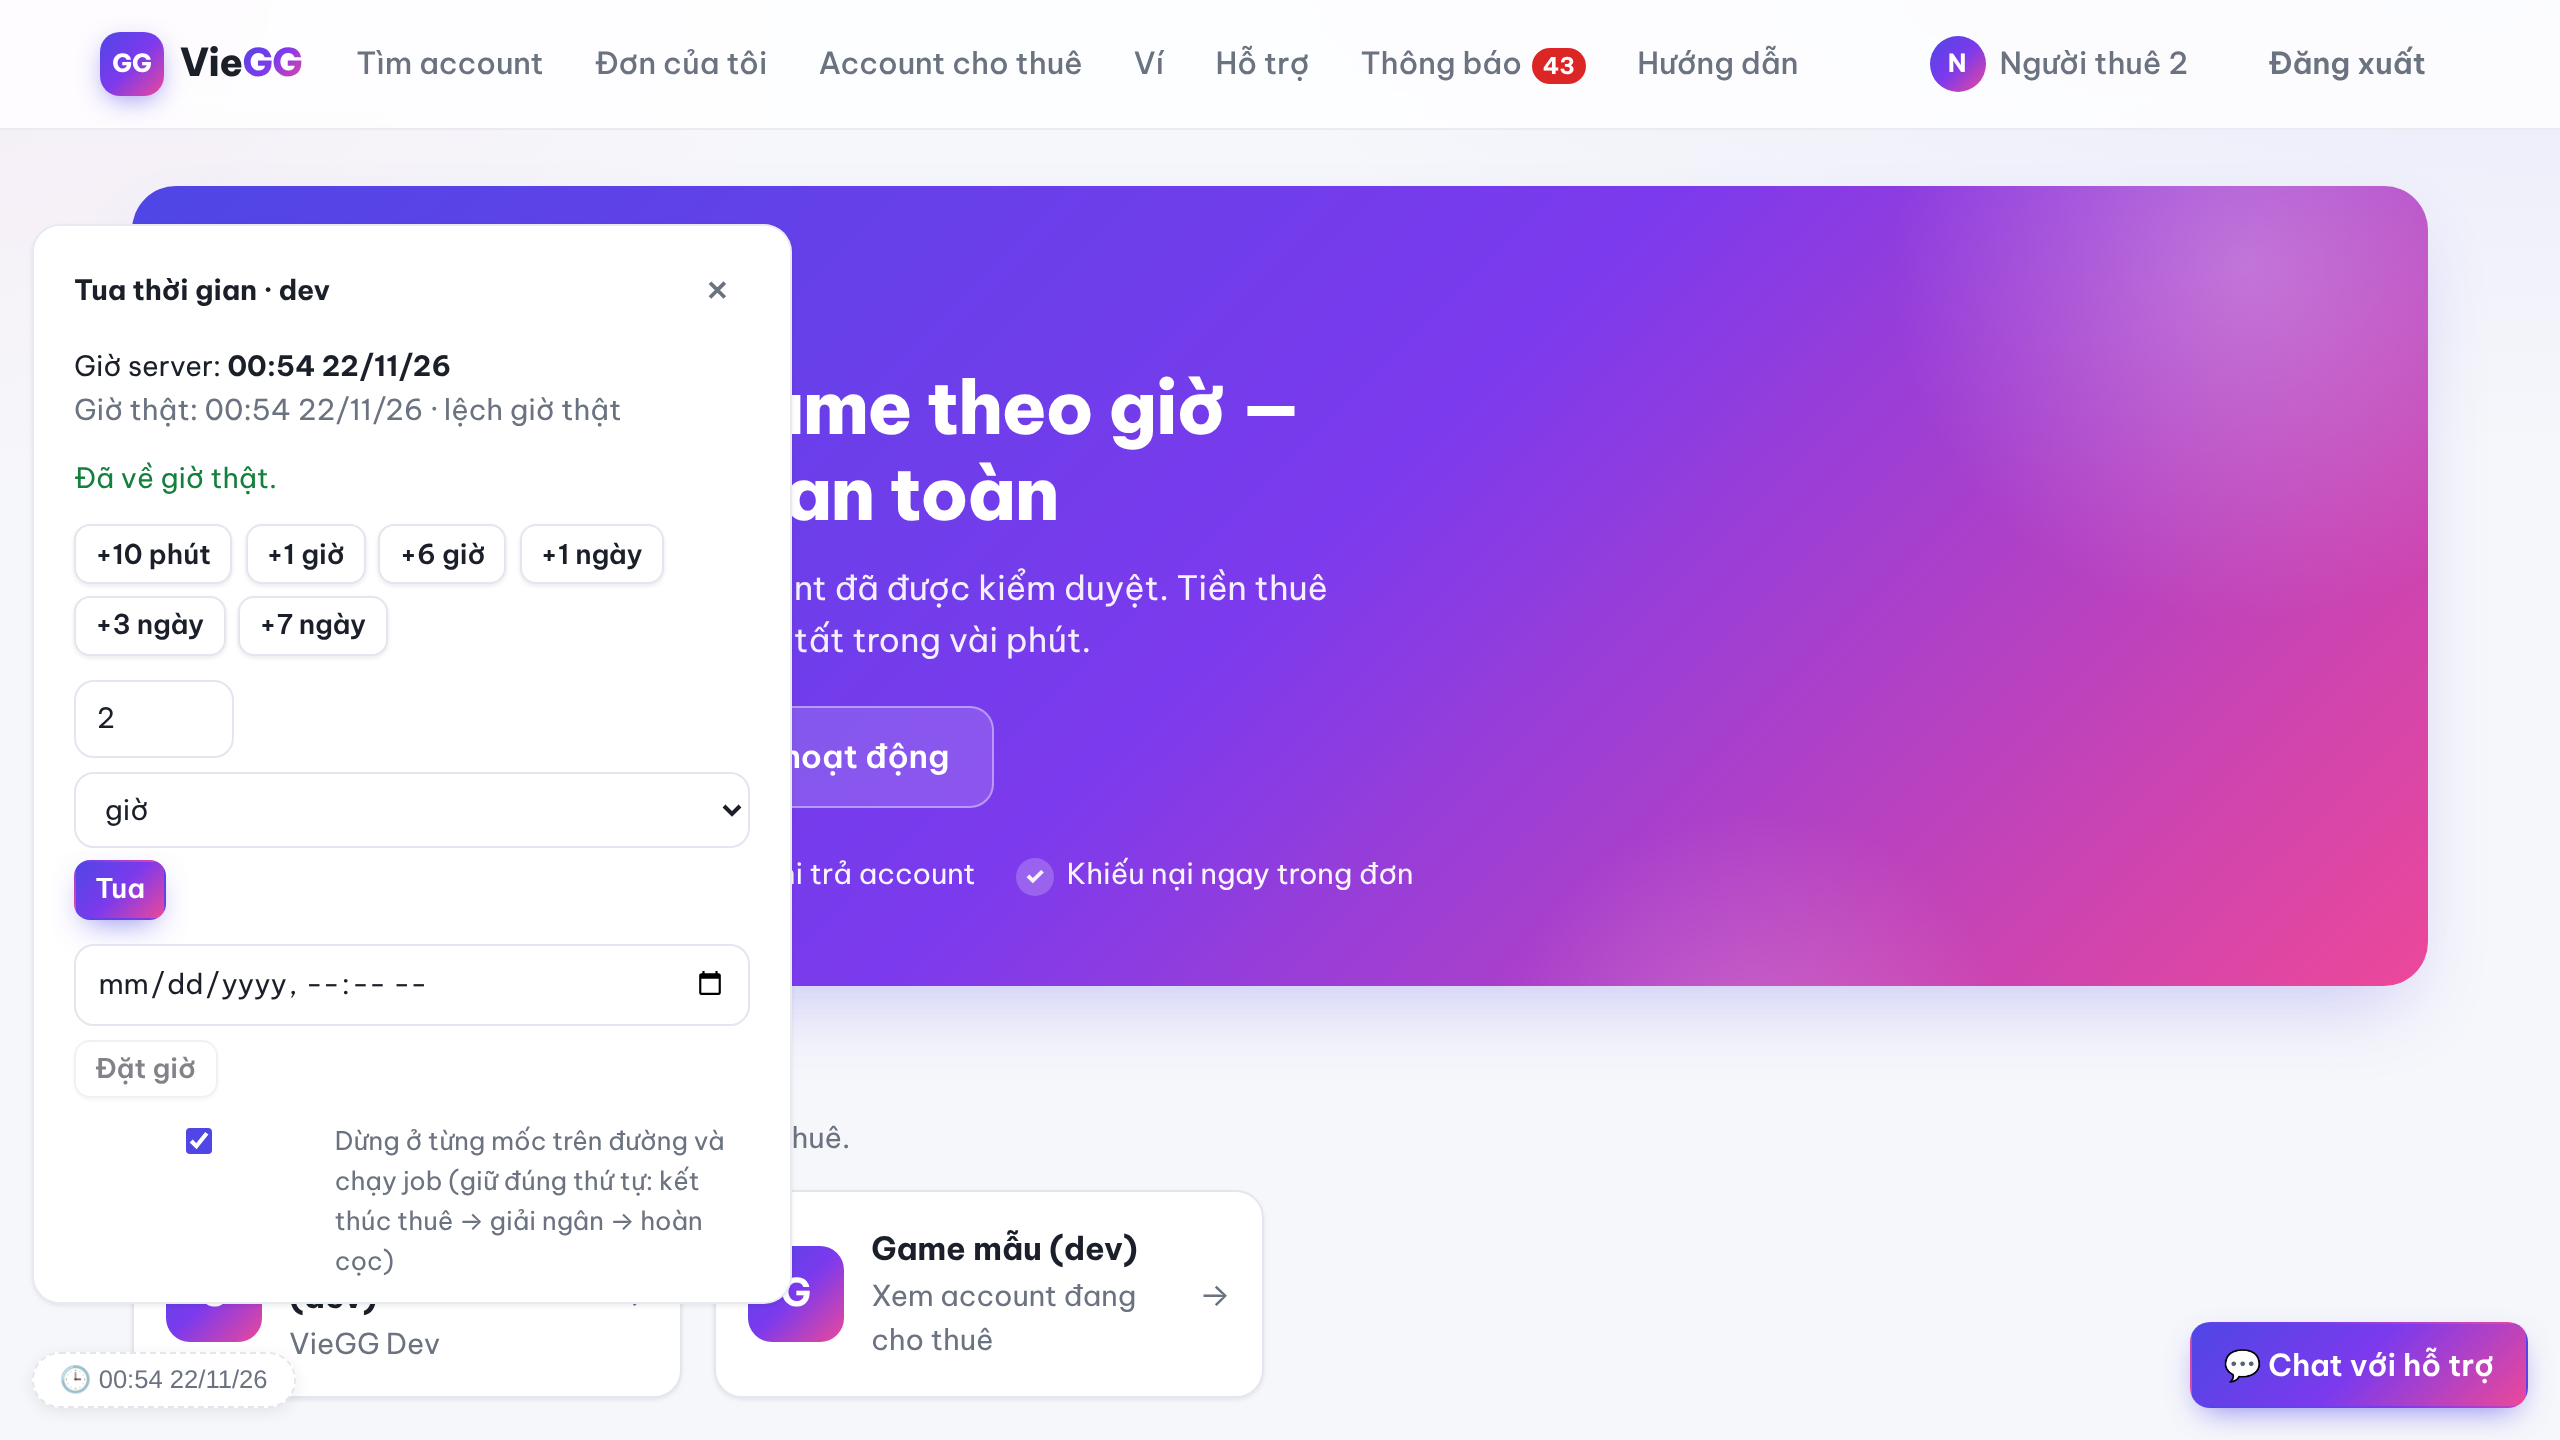 GG VieGG Tìm account Đơn của tôi Account cho thuê Ví Hỗ trợ Thông báo 43 Hướng dẫn N Người thuê 2 Đăng xuất
Tua thời gian · dev ✕
Giờ server: 00:54 22/11/26
Giờ thật: 00:54 22/11/26 · lệch giờ thật
Đã về giờ thật.
+10 phút +1 giờ +6 giờ +1 ngày
+3 ngày +7 ngày
2
giờ
Tua
mm/dd/yyyy, --:-- --
Đặt giờ
Dừng ở từng mốc trên đường và
chạy job (giữ đúng thứ tự: kết
thúc thuê → giải ngân → hoàn
cọc)
theo giờ —
an toàn
đã được kiểm duyệt. Tiền thuê
tất trong vài phút.
hoạt động
trả account
Khiếu nại ngay trong đơn
thuê.
(dev)
VieGG Dev
G
Game mẫu (dev)
Xem account đang
cho thuê
→
🕒 00:54 22/11/26
💬 Chat với hỗ trợ